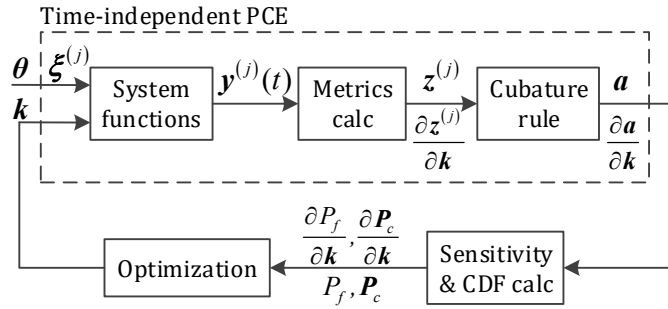 Time-independent PCE
θ ξ^(j)
k
System
functions
y^(j)(t)
Metrics
calc
z^(j)
∂z^(j)
∂k
Cubature
rule
a
∂a
∂k
Optimization
∂P_f/∂k, ∂P_c/∂k
P_f, P_c
Sensitivity
& CDF calc